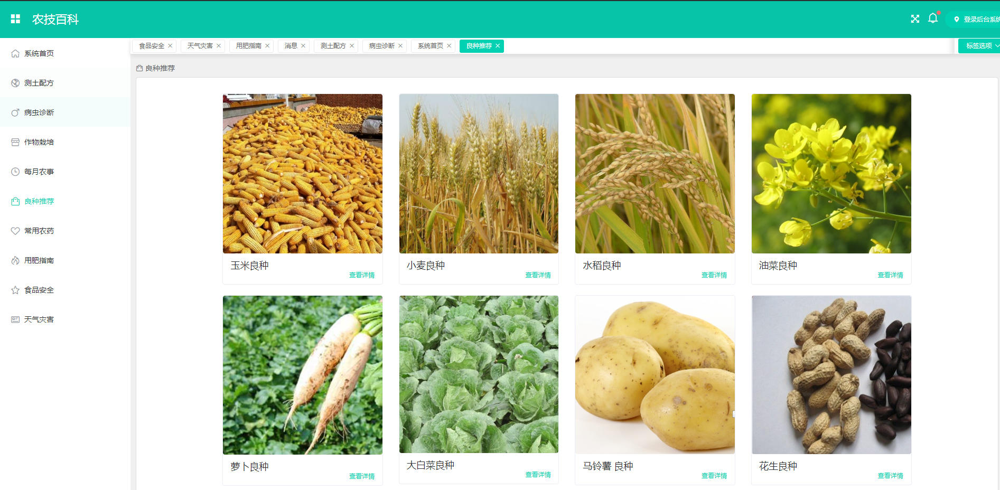 农技百科
登录后台系统
食品安全
天气灾害
用肥指南
消息
测土配方
病虫诊断
系统首页
良种推荐
标签选项
系统首页
测土配方
病虫诊断
作物栽培
每月农事
良种推荐
常用农药
用肥指南
食品安全
天气灾害
良种推荐
玉米良种
查看详情
小麦良种
查看详情
水稻良种
查看详情
油菜良种
查看详情
萝卜良种
查看详情
大白菜良种
查看详情
马铃薯 良种
查看详情
花生良种
查看详情